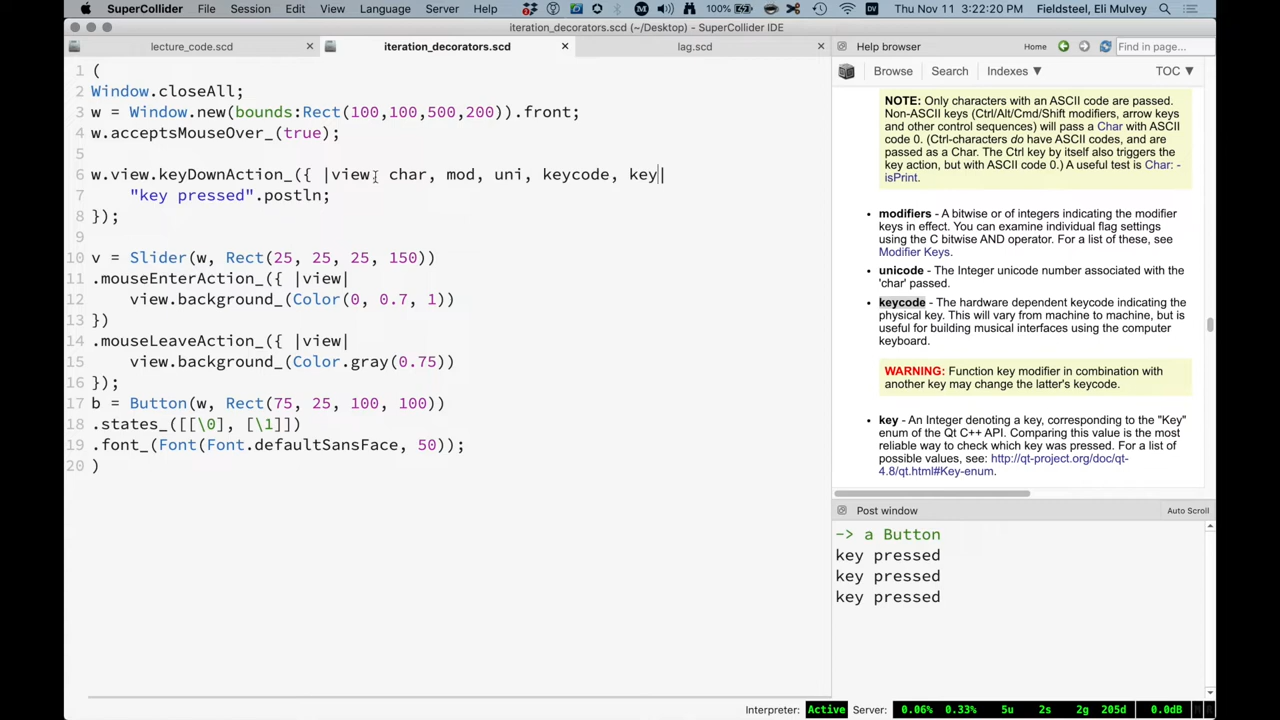 SuperCollider File Session Edit View Language Server Help 100% DV Thu Nov 11 3:22:20 PM Fieldsteel, Eli Mulvey
iteration_decorators.scd (~/Desktop) - SuperCollider IDE
lecture_code.scd
iteration_decorators.scd
lag.scd
1 (
2 Window.closeAll;
3 w = Window.new(bounds:Rect(100,100,500,200)).front;
4 w.acceptsMouseOver_(true);
5
6 w.view.keyDownAction_({ |view, char, mod, uni, keycode, key|
7 "key pressed".postln;
8 });
9
10 v = Slider(w, Rect(25, 25, 25, 150))
11 .mouseEnterAction_({ |view|
12 view.background_(Color(0, 0.7, 1))
13 })
14 .mouseLeaveAction_({ |view|
15 view.background_(Color.gray(0.75))
16 });
17 b = Button(w, Rect(75, 25, 100, 100))
18 .states_([[\0], [\1]])
19 .font_(Font(Font.defaultSansFace, 50));
20 )
Help browser Home Find in page...
Browse Search Indexes ▼ TOC ▼
NOTE: Only characters with an ASCII code are passed.
Non-ASCII keys (Ctrl/Alt/Cmd/Shift modifiers, arrow keys
and other control sequences) will pass a Char with ASCII
code 0. (Ctrl-characters do have ASCII codes, and are
passed as a Char. The Ctrl key by itself also triggers the
key action, but with ASCII code 0.) A useful test is Char: -
isPrint.
• modifiers - A bitwise or of integers indicating the modifier
keys in effect. You can examine individual flag settings
using the C bitwise AND operator. For a list of these, see
Modifier Keys.
• unicode - The Integer unicode number associated with the
'char' passed.
• keycode - The hardware dependent keycode indicating the
physical key. This will vary from machine to machine, but is
useful for building musical interfaces using the computer
keyboard.
WARNING: Function key modifier in combination with
another key may change the latter's keycode.
• key - An Integer denoting a key, corresponding to the "Key"
enum of the Qt C++ API. Comparing this value is the most
reliable way to check which key was pressed. For a list of
possible values, see: http://qt-project.org/doc/qt-
4.8/qt.html#Key-enum.
Post window Auto Scroll
-> a Button
key pressed
key pressed
key pressed
Interpreter: Active Server: 0.06% 0.33% 5u 2s 2g 205d 0.0dB M R